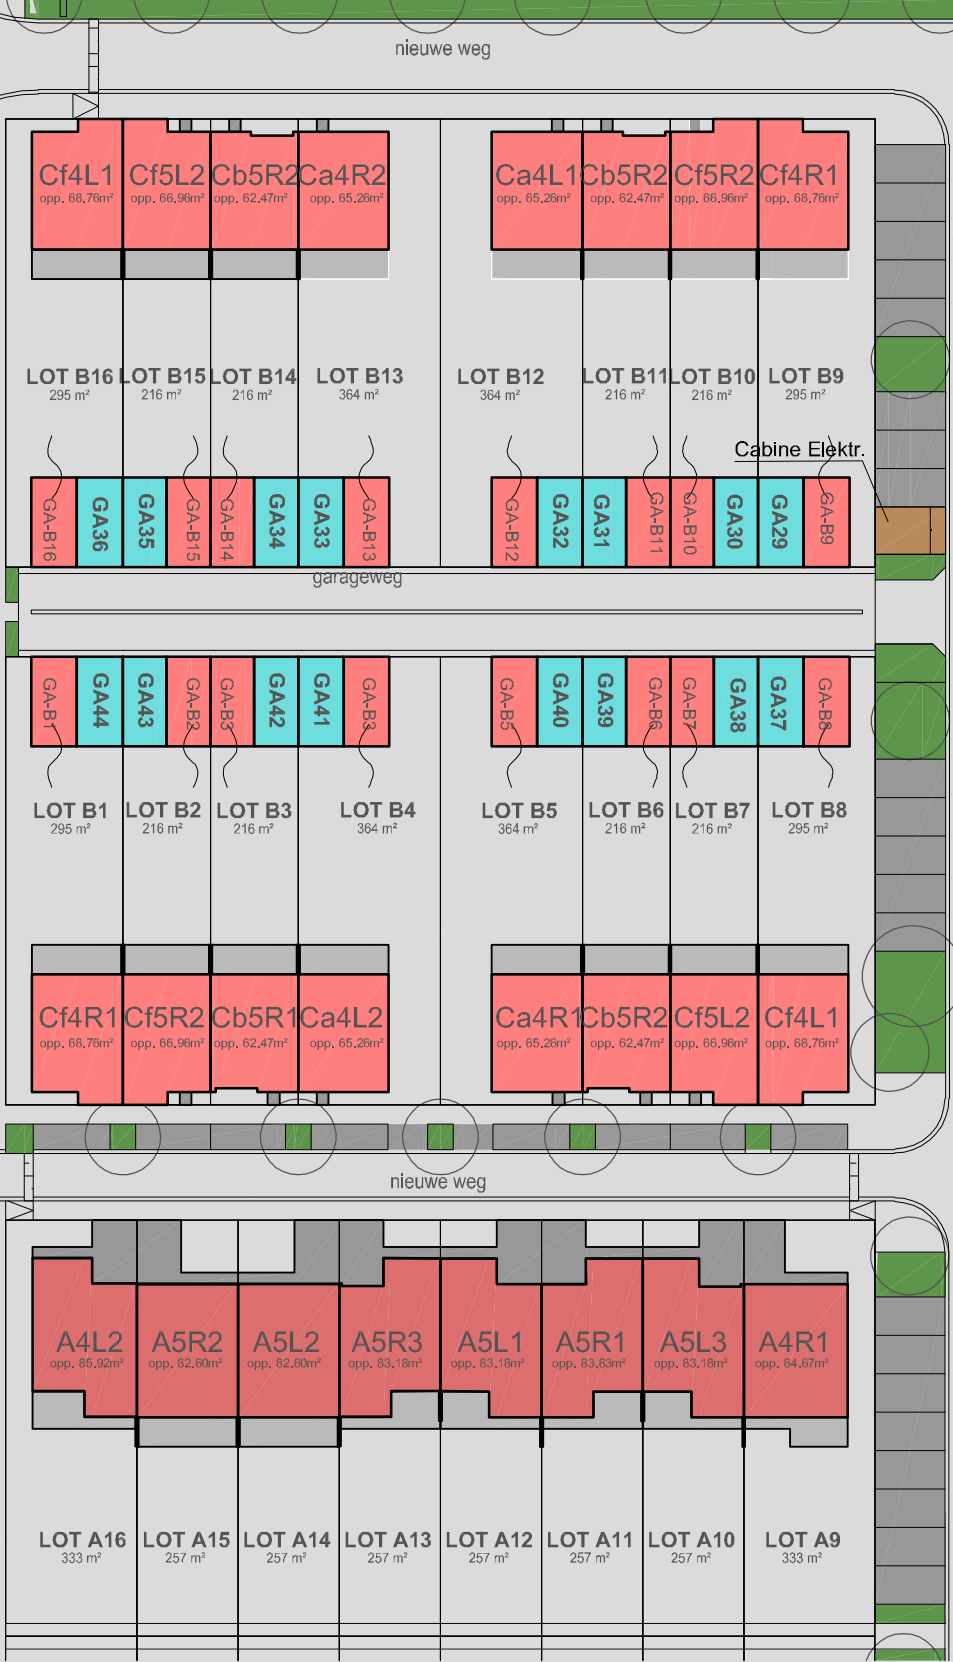 nieuwe weg
Cf4L1 Cf5L2 Cb5R2 Ca4R2 Ca4L1 Cb5R2 Cf5R2 Cf4R1
opp. 68.76m² opp. 66.96m² opp. 62.47m² opp. 65.26m² opp. 65.26m² opp. 62.47m² opp. 66.96m² opp. 68.76m²
LOT B16 LOT B15 LOT B14 LOT B13 LOT B12 LOT B11 LOT B10 LOT B9
295 m² 216 m² 216 m² 364 m² 364 m² 216 m² 216 m² 295 m²
Cabine Elektr.
GA-B16 GA36 GA35 GA-B15 GA-B14 GA34 GA33 GA-B13 GA-B12 GA32 GA31 GA-B11 GA-B10 GA30 GA29 GA-B9
garageweg
GA-B1 GA44 GA43 GA-B2 GA-B3 GA42 GA41 GA-B3 GA-B5 GA40 GA39 GA-B6 GA-B7 GA38 GA37 GA-B8
LOT B1 LOT B2 LOT B3 LOT B4 LOT B5 LOT B6 LOT B7 LOT B8
295 m² 216 m² 216 m² 364 m² 364 m² 216 m² 216 m² 295 m²
Cf4R1 Cf5R2 Cb5R1 Ca4L2 Ca4R1 Cb5R2 Cf5L2 Cf4L1
opp. 68.76m² opp. 66.96m² opp. 62.47m² opp. 65.26m² opp. 65.26m² opp. 62.47m² opp. 66.96m² opp. 68.76m²
nieuwe weg
A4L2 A5R2 A5L2 A5R3 A5L1 A5R1 A5L3 A4R1
opp. 85.92m² opp. 82.60m² opp. 82.60m² opp. 83.18m² opp. 83.18m² opp. 83.83m² opp. 83.18m² opp. 84.67m²
LOT A16 LOT A15 LOT A14 LOT A13 LOT A12 LOT A11 LOT A10 LOT A9
333 m² 257 m² 257 m² 257 m² 257 m² 257 m² 257 m² 333 m²